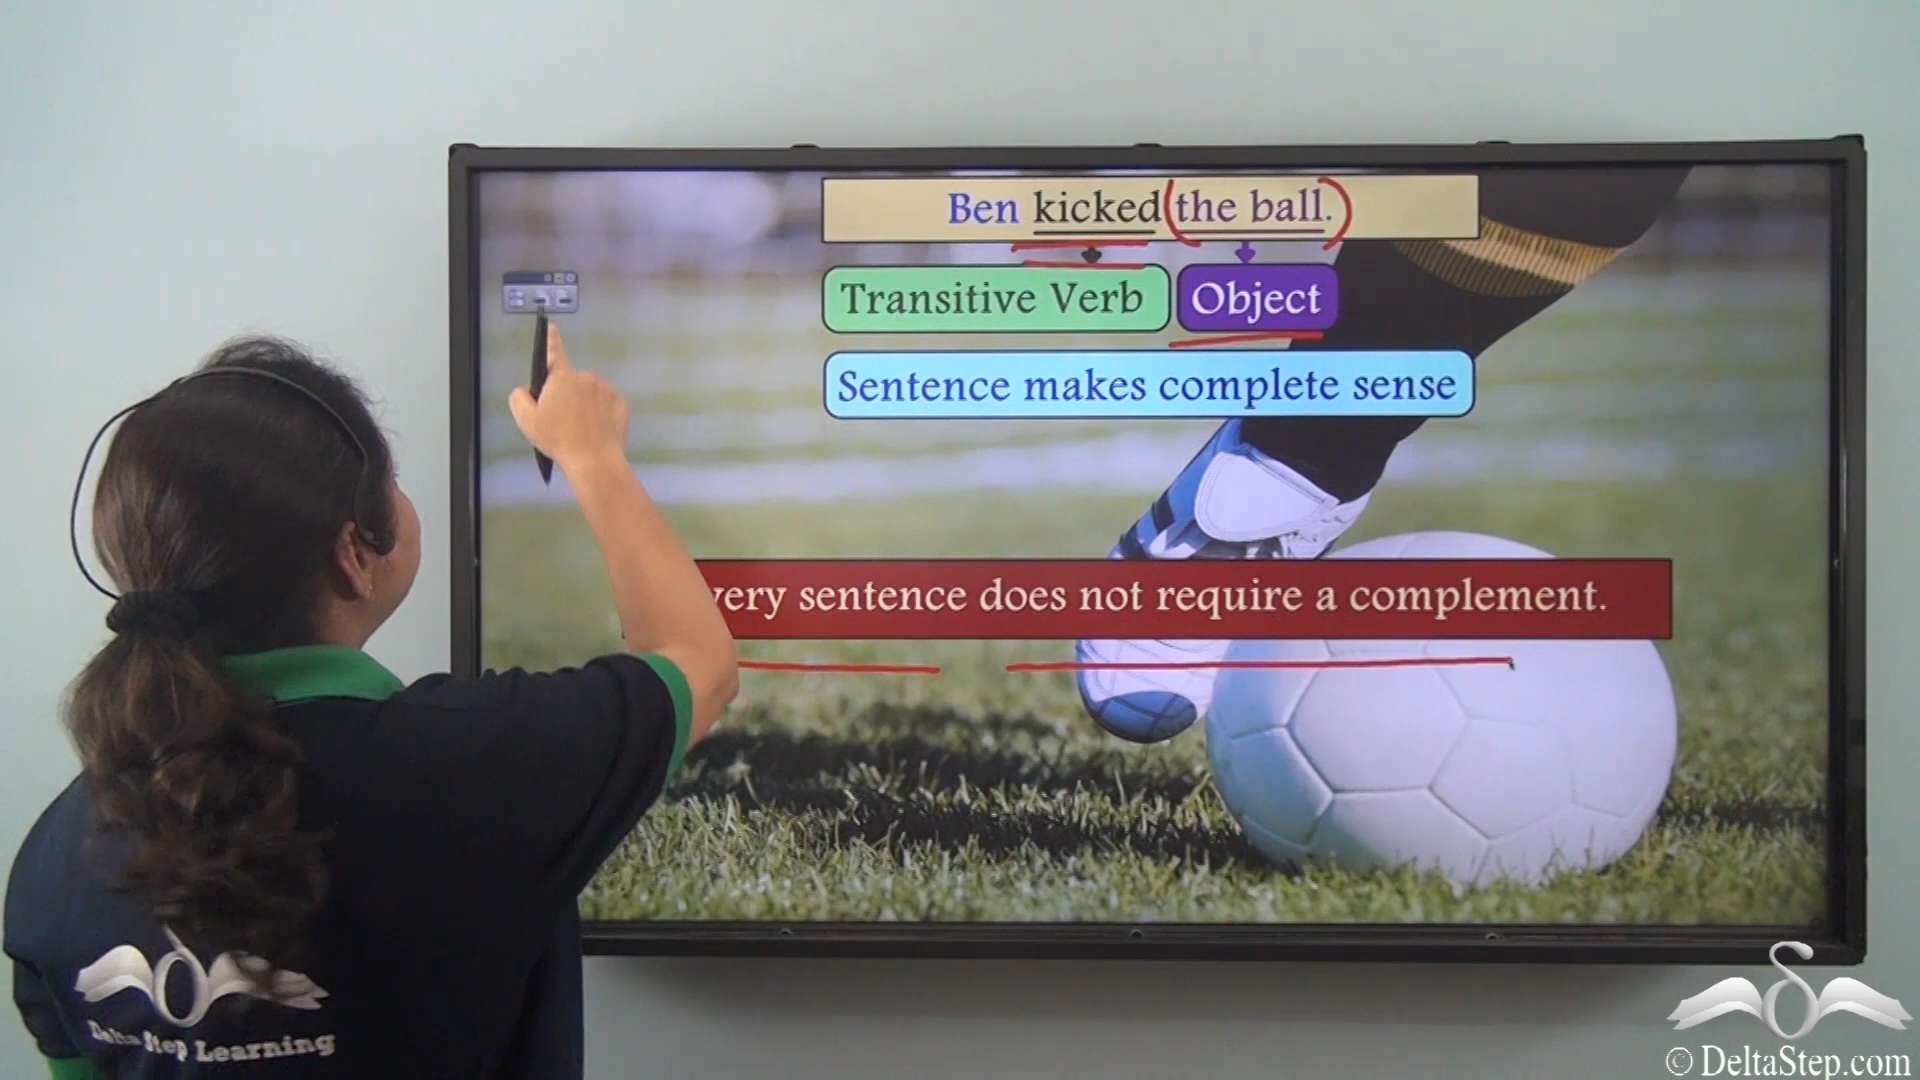 Ben kicked (the ball.)
Transitive Verb Object
Sentence makes complete sense
very sentence does not require a complement.
Delta Step Learning
© DeltaStep.com